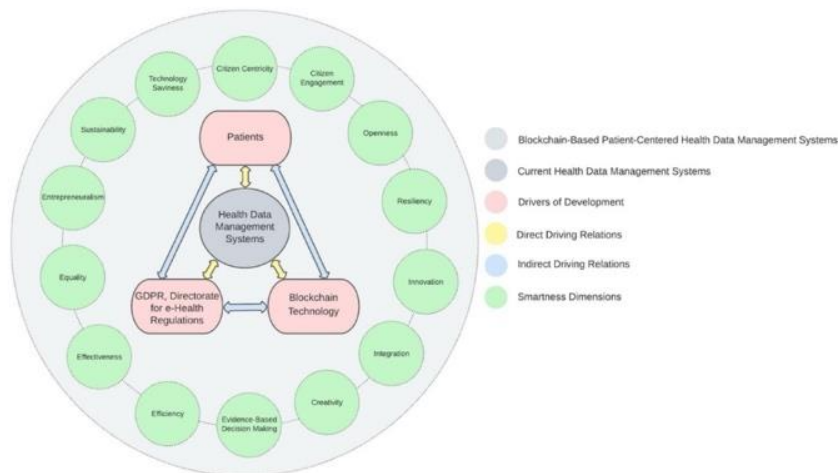 Citizen Centricity
Citizen
Engagement
Openness
Resiliency
Innovation
Integration
Creativity
Evidence-Based
Decision Making
Efficiency
Effectiveness
Equality
Entrepreneurialism
Sustainability
Technology
Saviness
Patients
Health Data
Management
Systems
GDPR, Directorate
for e-Health
Regulations
Blockchain
Technology
Blockchain-Based Patient-Centered Health Data Management Systems
Current Health Data Management Systems
Drivers of Development
Direct Driving Relations
Indirect Driving Relations
Smartness Dimensions